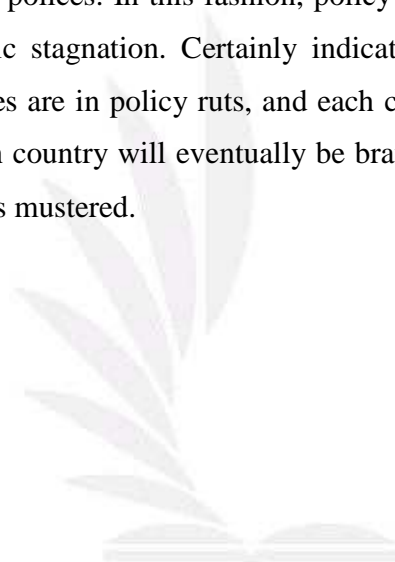 polices. In this fashion, policy
ic stagnation. Certainly indicat
es are in policy ruts, and each c
n country will eventually be bra
s mustered.